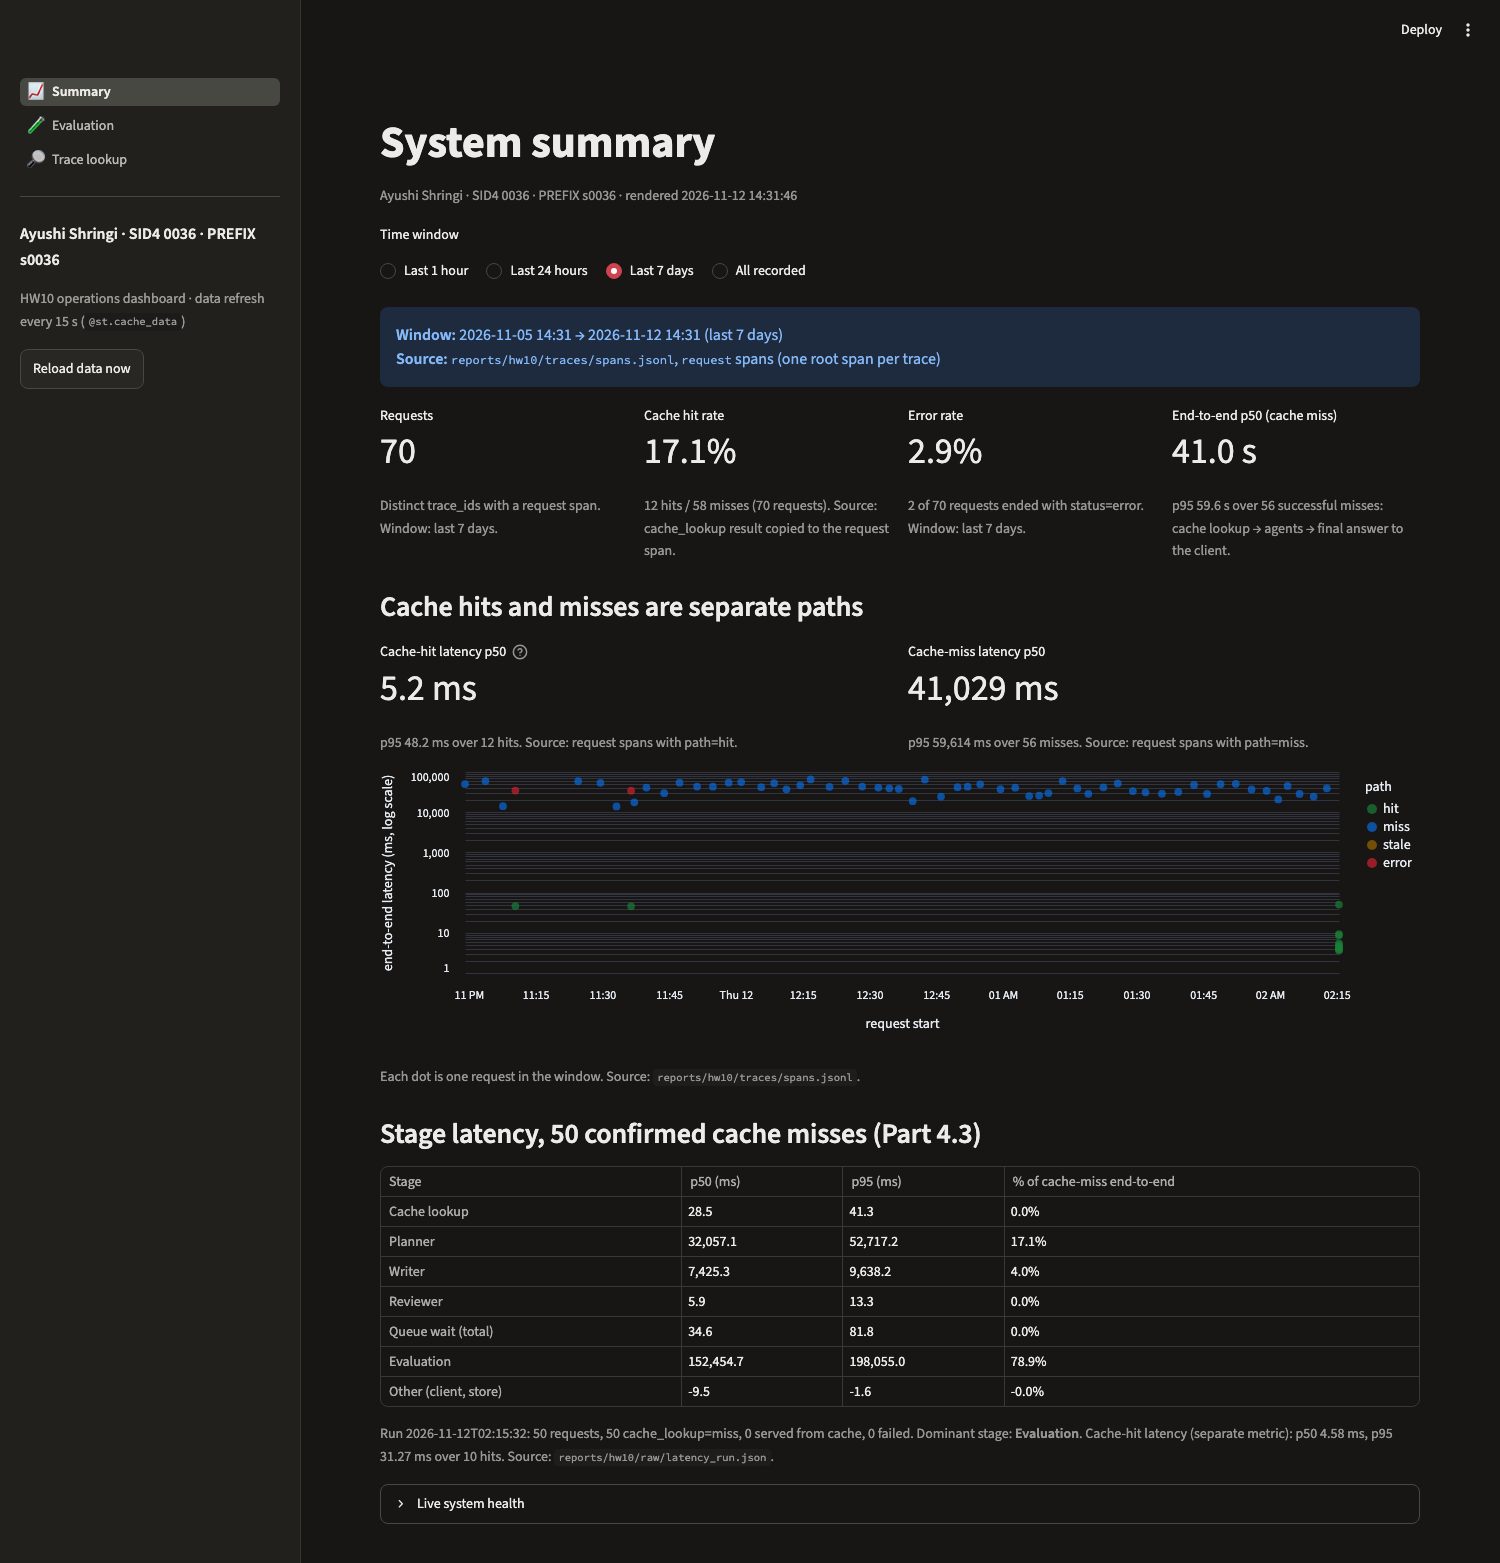 Deploy
Summary
Evaluation
Trace lookup
Ayushi Shringi · SID4 0036 · PREFIX
s0036
HW10 operations dashboard · data refresh
every 15 s ( @st.cache_data )
Reload data now
System summary
Ayushi Shringi · SID4 0036 · PREFIX s0036 · rendered 2026-11-12 14:31:46
Time window
Last 1 hour
Last 24 hours
Last 7 days
All recorded
Window: 2026-11-05 14:31 → 2026-11-12 14:31 (last 7 days)
Source: reports/hw10/traces/spans.jsonl, request spans (one root span per trace)
Requests
70
Distinct trace_ids with a request span.
Window: last 7 days.
Cache hit rate
17.1%
12 hits / 58 misses (70 requests). Source:
cache_lookup result copied to the request
span.
Error rate
2.9%
2 of 70 requests ended with status=error.
Window: last 7 days.
End-to-end p50 (cache miss)
41.0 s
p95 59.6 s over 56 successful misses:
cache lookup → agents → final answer to
the client.
Cache hits and misses are separate paths
Cache-hit latency p50
5.2 ms
p95 48.2 ms over 12 hits. Source: request spans with path=hit.
Cache-miss latency p50
41,029 ms
p95 59,614 ms over 56 misses. Source: request spans with path=miss.
end-to-end latency (ms, log scale)
100,000
10,000
1,000
100
10
1
11 PM 11:15 11:30 11:45 Thu 12 12:15 12:30 12:45 01 AM 01:15 01:30 01:45 02 AM 02:15
request start
path
hit
miss
stale
error
Each dot is one request in the window. Source: reports/hw10/traces/spans.jsonl .
Stage latency, 50 confirmed cache misses (Part 4.3)
Stage p50 (ms) p95 (ms) % of cache-miss end-to-end
Cache lookup 28.5 41.3 0.0%
Planner 32,057.1 52,717.2 17.1%
Writer 7,425.3 9,638.2 4.0%
Reviewer 5.9 13.3 0.0%
Queue wait (total) 34.6 81.8 0.0%
Evaluation 152,454.7 198,055.0 78.9%
Other (client, store) -9.5 -1.6 -0.0%
Run 2026-11-12T02:15:32: 50 requests, 50 cache_lookup=miss, 0 served from cache, 0 failed. Dominant stage: Evaluation. Cache-hit latency (separate metric): p50 4.58 ms, p95
31.27 ms over 10 hits. Source: reports/hw10/raw/latency_run.json .
Live system health